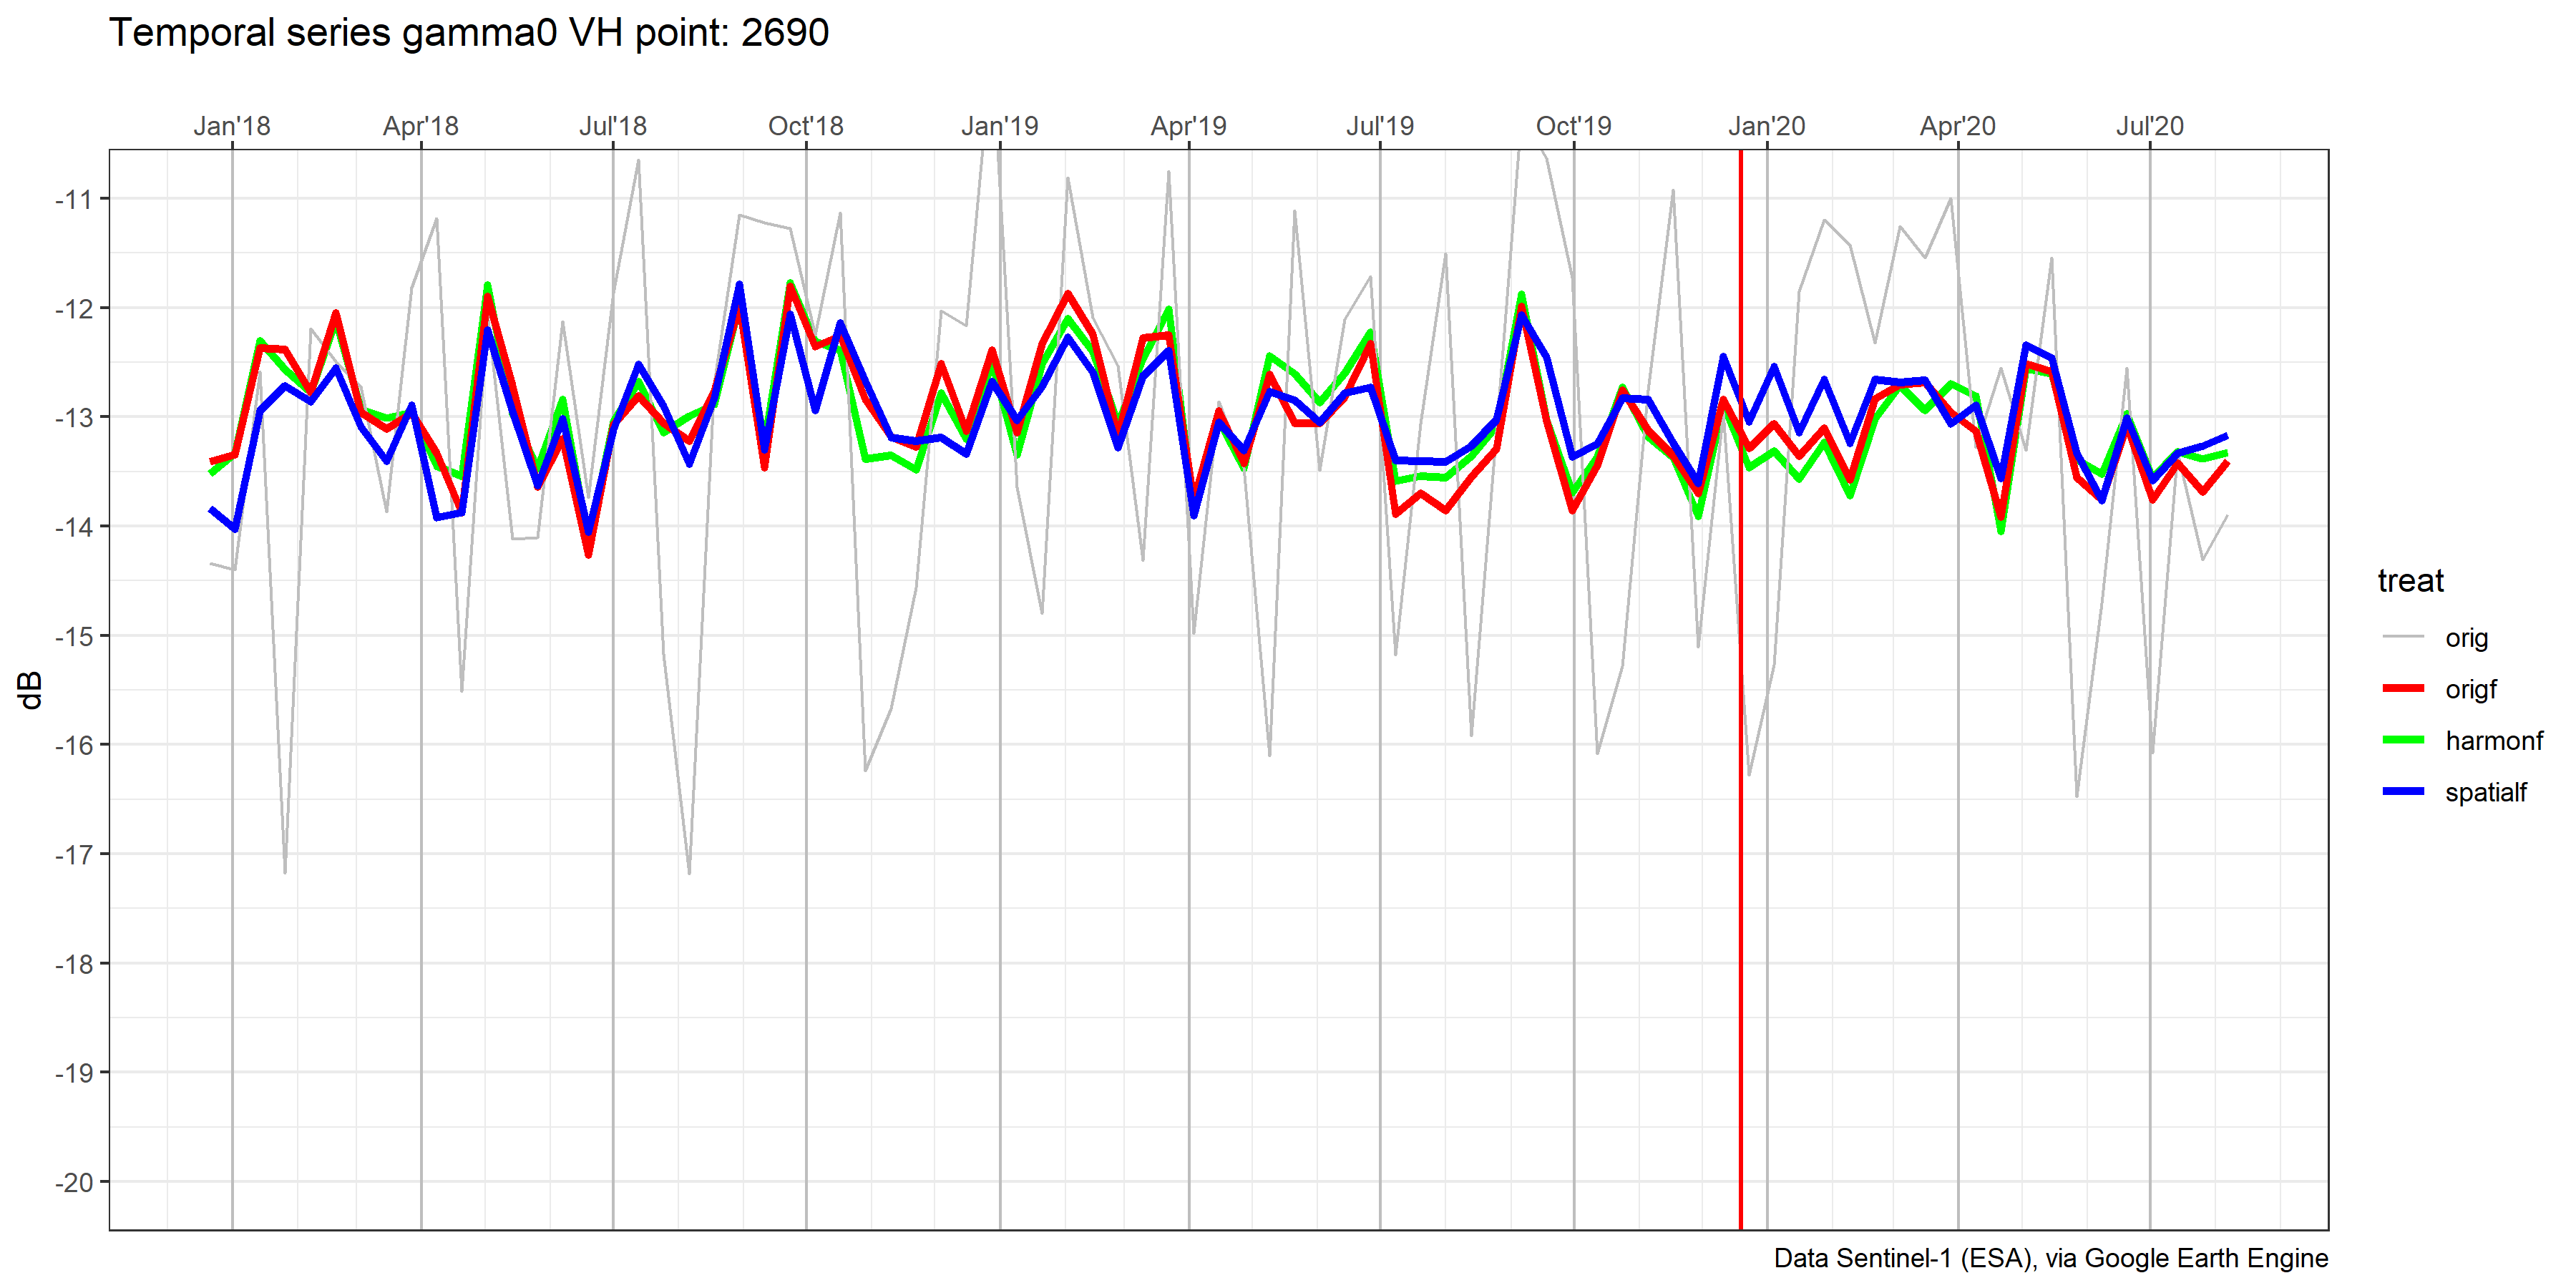 Temporal series gamma0 VH point: 2690
Jan'18 Apr'18 Jul'18 Oct'18 Jan'19 Apr'19 Jul'19 Oct'19 Jan'20 Apr'20 Jul'20
-11
-12
-13
-14
-15
-16
-17
-18
-19
-20
dB
treat
orig
origf
harmonf
spatialf
Data Sentinel-1 (ESA), via Google Earth Engine